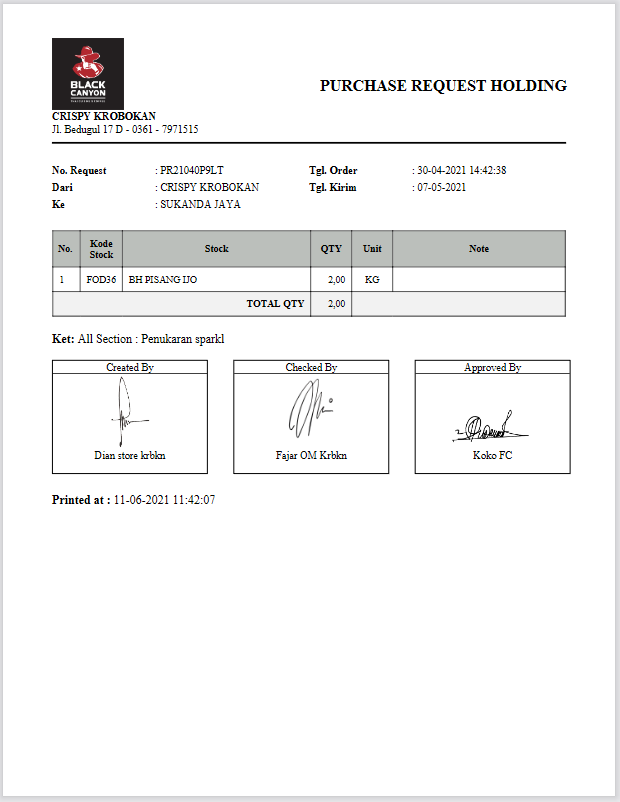 BLACK
CANYON
PURCHASE REQUEST HOLDING
CRISPY KROBOKAN
Jl. Bedugul 17 D - 0361 - 7971515
No. Request : PR21040P9LT Tgl. Order : 30-04-2021 14:42:38
Dari : CRISPY KROBOKAN Tgl. Kirim : 07-05-2021
Ke : SUKANDA JAYA
No. Kode Stock Stock QTY Unit Note
1 FOD36 BH PISANG IJO 2,00 KG
TOTAL QTY 2,00
Ket: All Section : Penukaran sparkl
Created By Checked By Approved By
Dian store krbkn Fajar OM Krbkn Koko FC
Printed at : 11-06-2021 11:42:07